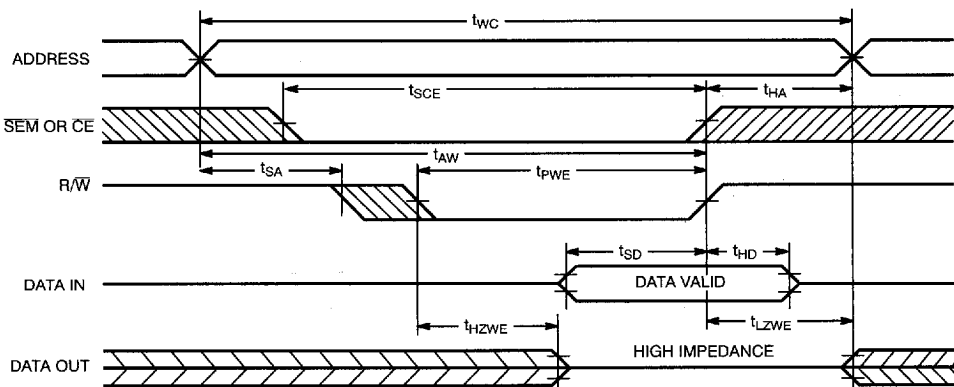 tWC
ADDRESS
tSCE
tHA
SEM OR CE
tAW
tSA
tPWE
R/W
tSD
tHD
DATA IN
DATA VALID
tHZWE
tLZWE
HIGH IMPEDANCE
DATA OUT